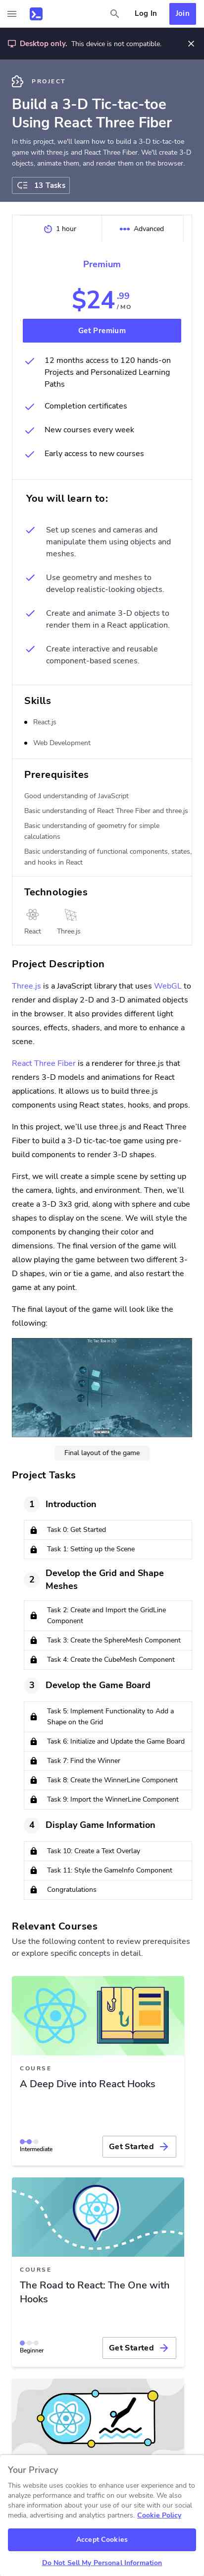 Log In
Join
Desktop only. This device is not compatible.
PROJECT
Build a 3-D Tic-tac-toe
Using React Three Fiber
In this project, we'll learn how to build a 3-D tic-tac-toe
game with three.js and React Three Fiber. We'll create 3-D
objects, animate them, and render them on the browser.
13 Tasks
1 hour
Advanced
Premium
$24.99
/MO
Get Premium
12 months access to 120 hands-on
Projects and Personalized Learning
Paths
Completion certificates
New courses every week
Early access to new courses
You will learn to:
Set up scenes and cameras and
manipulate them using objects and
meshes.
Use geometry and meshes to
develop realistic-looking objects.
Create and animate 3-D objects to
render them in a React application.
Create interactive and reusable
component-based scenes.
Skills
React.js
Web Development
Prerequisites
Good understanding of JavaScript
Basic understanding of React Three Fiber and three.js
Basic understanding of geometry for simple
calculations
Basic understanding of functional components, states,
and hooks in React
Technologies
React
Three.js
Project Description
Three.js is a JavaScript library that uses WebGL to
render and display 2-D and 3-D animated objects
in the browser. It also provides different light
sources, effects, shaders, and more to enhance a
scene.
React Three Fiber is a renderer for three.js that
renders 3-D models and animations for React
applications. It allows us to build three.js
components using React states, hooks, and props.
In this project, we'll use three.js and React Three
Fiber to build a 3-D tic-tac-toe game using pre-
build components to render 3-D shapes.
First, we will create a simple scene by setting up
the camera, lights, and environment. Then, we'll
create a 3-D 3x3 grid, along with sphere and cube
shapes to display on the scene. We will style the
components by changing their color and
dimensions. The final version of the game will
allow playing the game between two different 3-
D shapes, win or tie a game, and also restart the
game at any point.
The final layout of the game will look like the
following:
Final layout of the game
Project Tasks
1 Introduction
Task 0: Get Started
Task 1: Setting up the Scene
2 Develop the Grid and Shape
Meshes
Task 2: Create and Import the GridLine
Component
Task 3: Create the SphereMesh Component
Task 4: Create the CubeMesh Component
3 Develop the Game Board
Task 5: Implement Functionality to Add a
Shape on the Grid
Task 6: Initialize and Update the Game Board
Task 7: Find the Winner
Task 8: Create the WinnerLine Component
Task 9: Import the WinnerLine Component
4 Display Game Information
Task 10: Create a Text Overlay
Task 11: Style the GameInfo Component
Congratulations
Relevant Courses
Use the following content to review prerequisites
or explore specific concepts in detail.
COURSE
A Deep Dive into React Hooks
Intermediate
Get Started
COURSE
The Road to React: The One with
Hooks
Beginner
Get Started
Your Privacy
This website uses cookies to enhance user experience and to
analyze performance and traffic on our website. We also
share information about your use of our site with our social
media, advertising and analytics partners. Cookie Policy
Accept Cookies
Do Not Sell My Personal Information